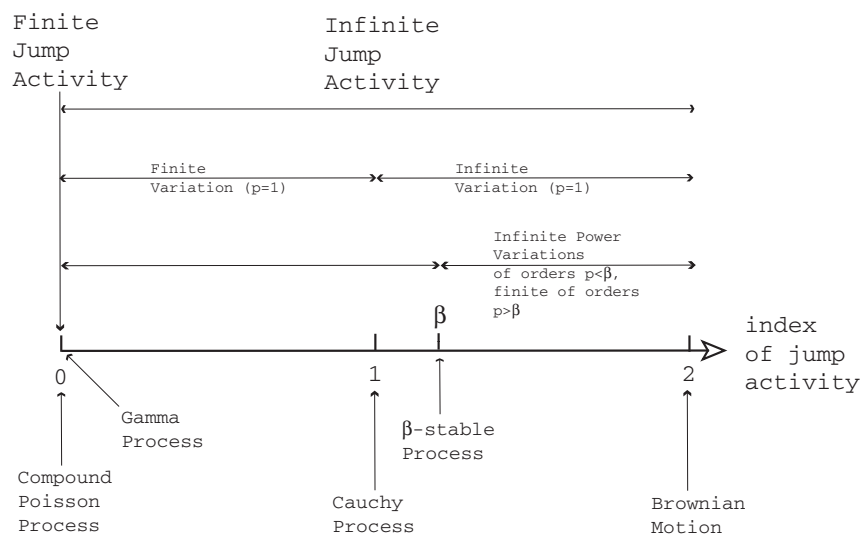 Finite
Jump
Activity
Infinite
Jump
Activity
Finite
Variation (p=1)
Infinite
Variation (p=1)
Infinite Power
Variations
of orders p<β,
finite of orders
p>β
β
index
of jump
activity
0
1
2
Gamma
Process
β-stable
Process
Compound
Poisson
Process
Cauchy
Process
Brownian
Motion